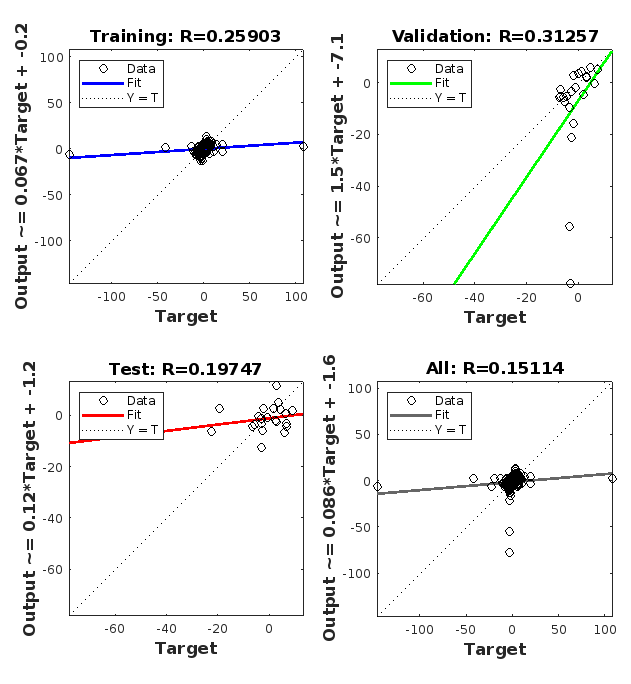 Training: R=0.25903
Output ~= 0.067*Target + -0.2
100
50
0
-50
-100
Data
Fit
Y = T
-100
-50
0
50
100
Target
Validation: R=0.31257
Output ~= 1.5*Target + -7.1
0
-20
-40
-60
Data
Fit
Y = T
-60
-40
-20
0
Target
Test: R=0.19747
Output ~= 0.12*Target + -1.2
0
-20
-40
-60
Data
Fit
Y = T
-60
-40
-20
0
Target
All: R=0.15114
Output ~= 0.086*Target + -1.6
100
50
0
-50
-100
Data
Fit
Y = T
-100
-50
0
50
100
Target